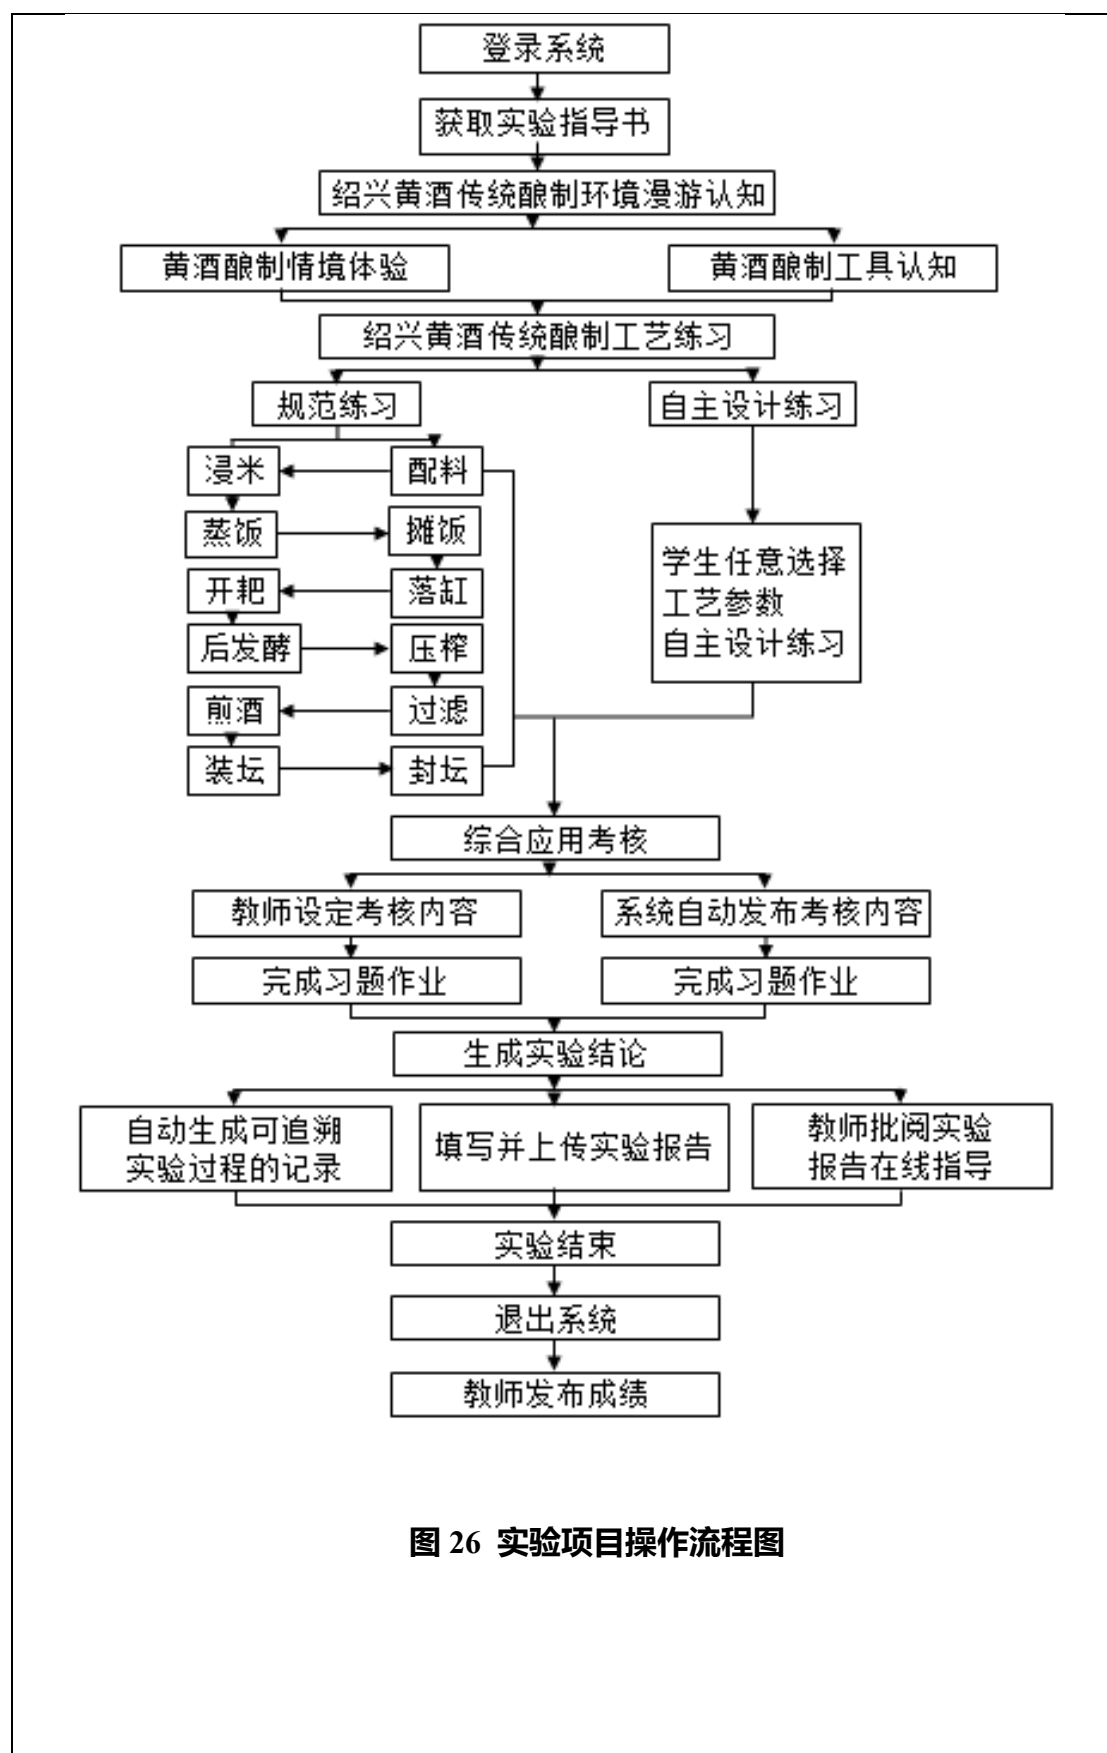 登录系统
获取实验指导书
绍兴黄酒传统酿制环境漫游认知
黄酒酿制情境体验
黄酒酿制工具认知
绍兴黄酒传统酿制工艺练习
规范练习
自主设计练习
浸米
配料
蒸饭
摊饭
开耙
落缸
后发酵
压榨
煎酒
过滤
装坛
封坛
学生任意选择
工艺参数
自主设计练习
综合应用考核
教师设定考核内容
系统自动发布考核内容
完成习题作业
完成习题作业
生成实验结论
自动生成可追溯
实验过程的记录
填写并上传实验报告
教师批阅实验
报告在线指导
实验结束
退出系统
教师发布成绩
图 26 实验项目操作流程图